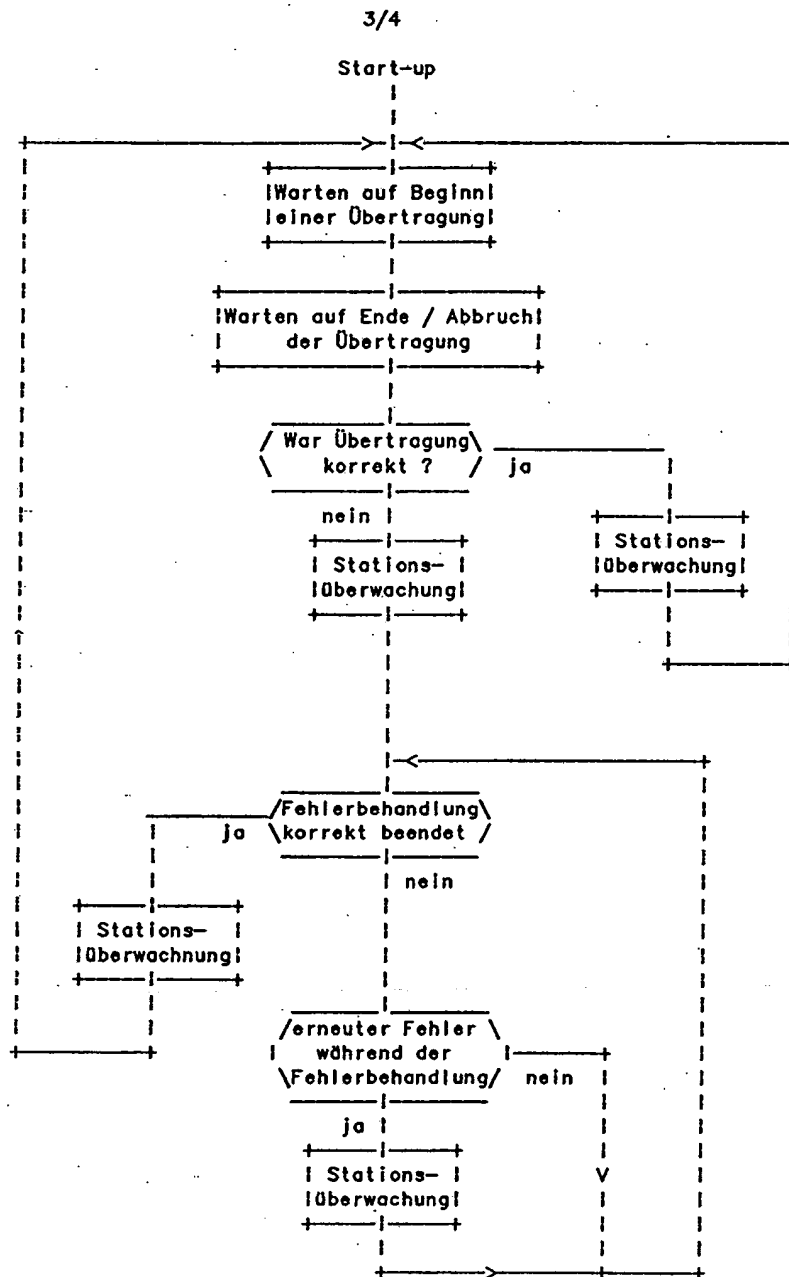 3/4
Start-up
Warten auf Beginn
einer Übertragung
Warten auf Ende / Abbruch
der Übertragung
War Übertragung
korrekt ?
ja
nein
Stations-
überwachung
Stations-
überwachung
Fehlerbehandlung
korrekt beendet
ja
nein
Stations-
überwachnung
erneuter Fehler
während der
Fehlerbehandlung
nein
ja
Stations-
überwachung